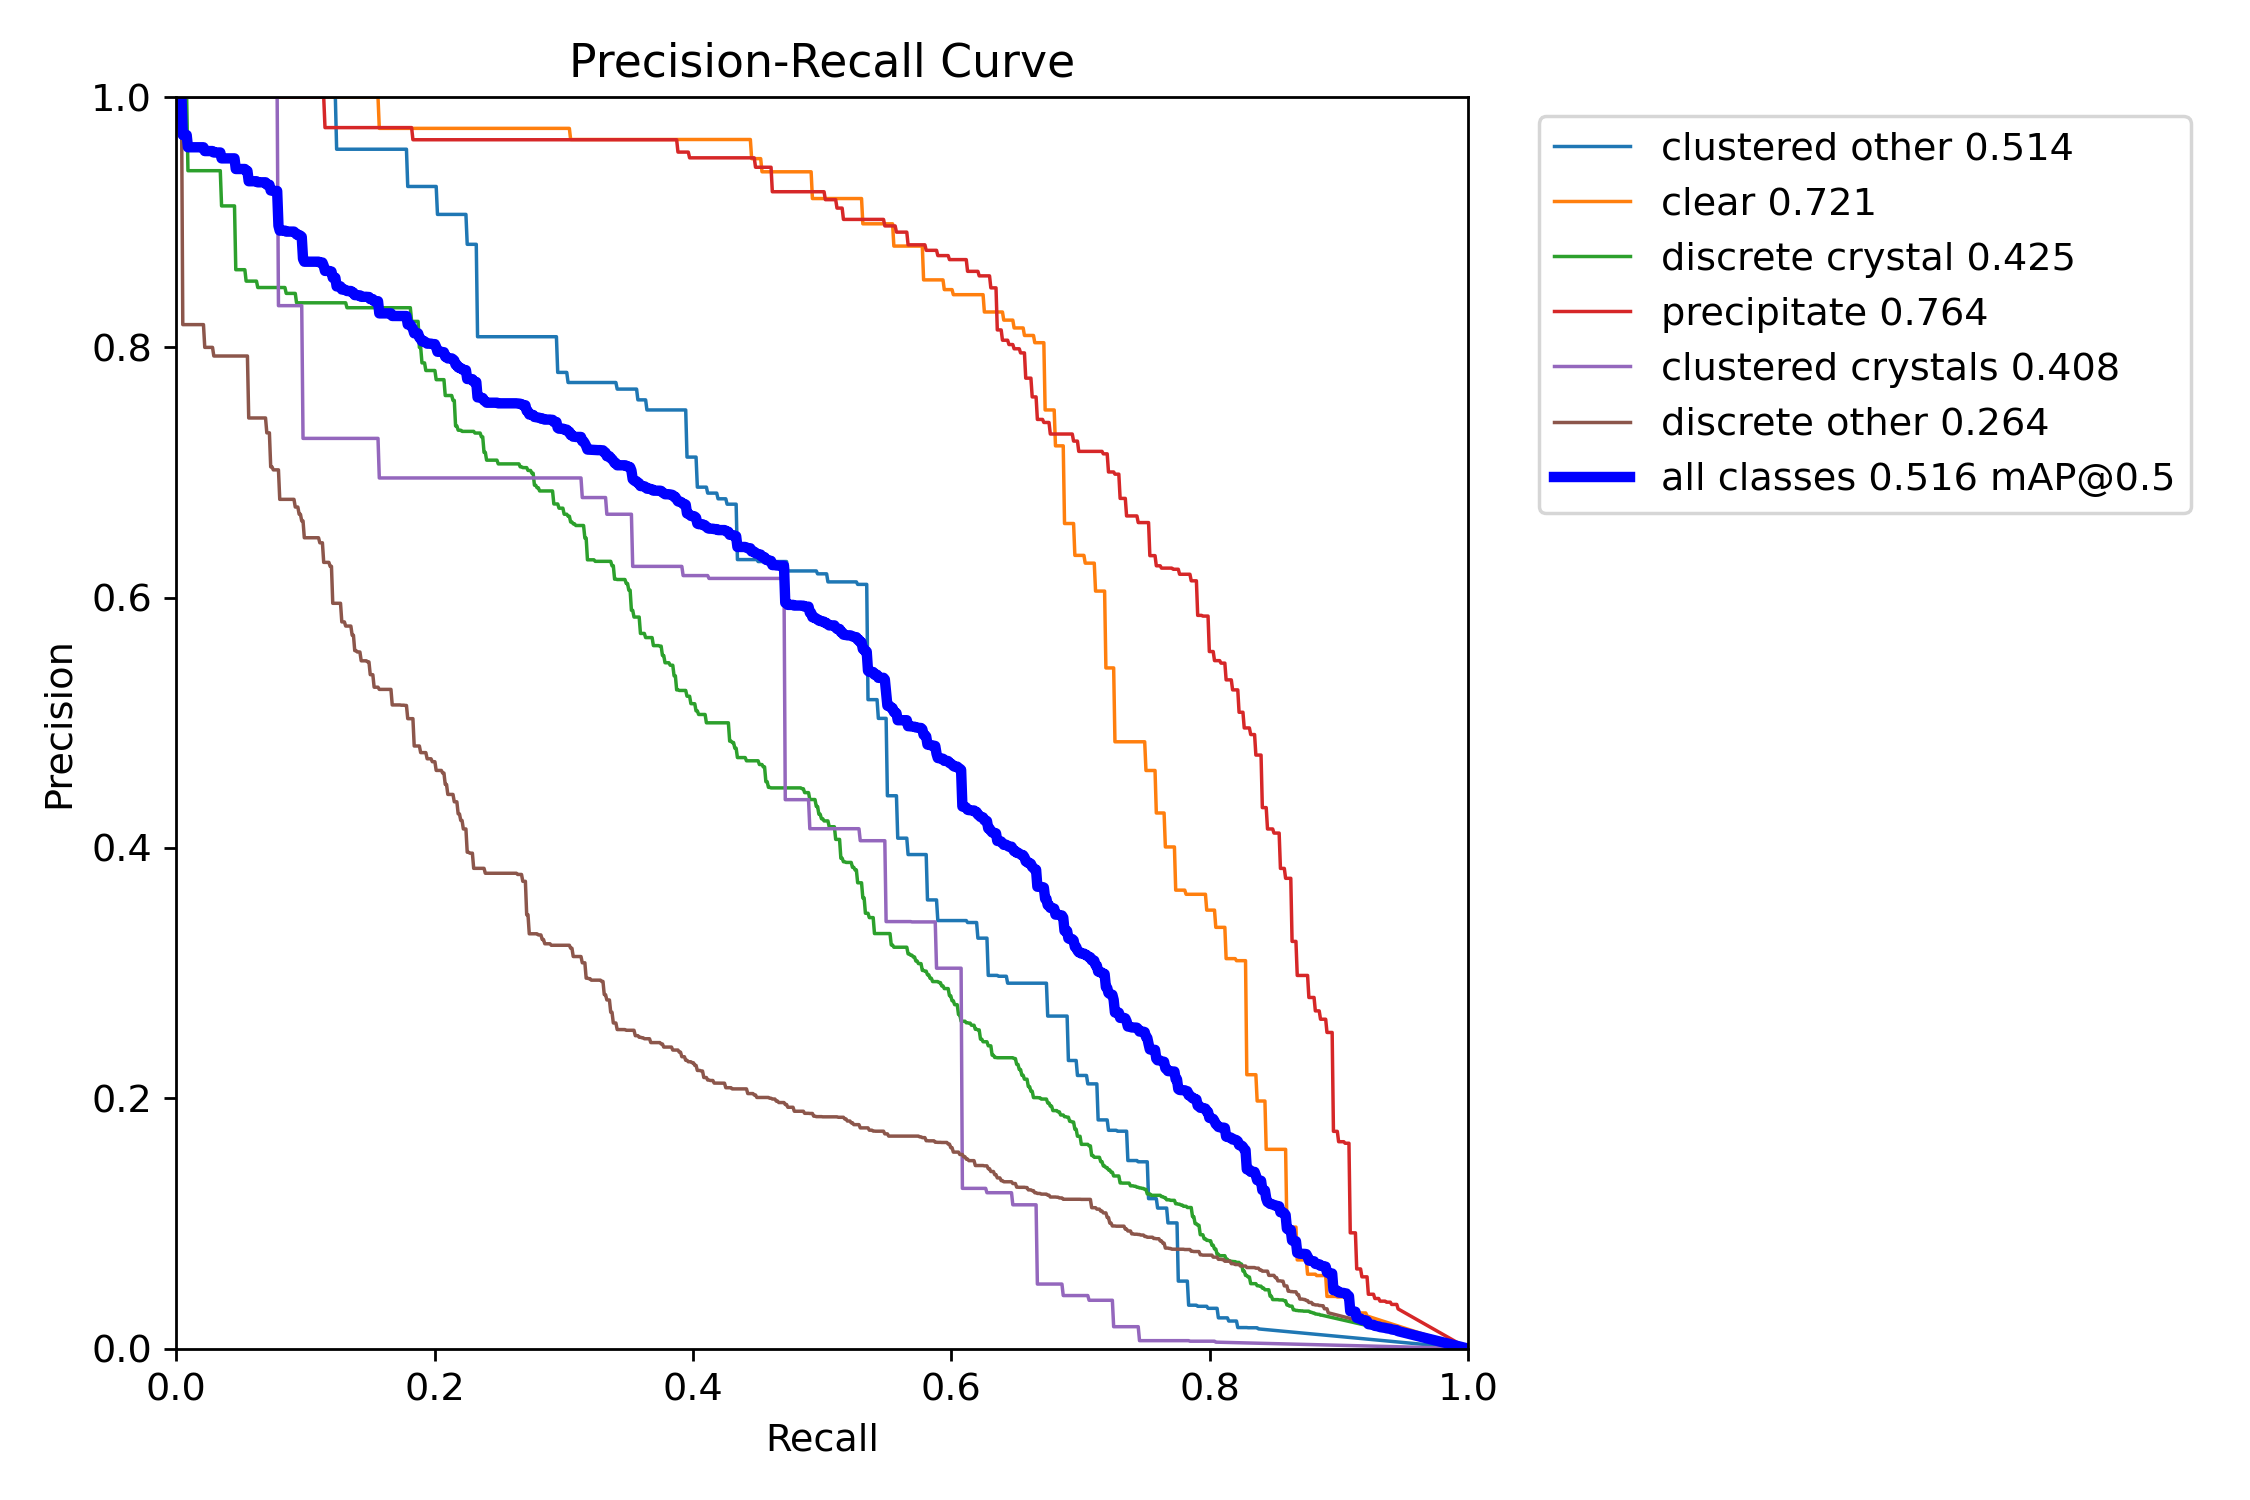 Precision-Recall Curve
1.0
0.8
0.6
0.4
0.2
0.0
Precision
0.0 0.2 0.4 0.6 0.8 1.0
Recall
clustered other 0.514
clear 0.721
discrete crystal 0.425
precipitate 0.764
clustered crystals 0.408
discrete other 0.264
all classes 0.516 mAP@0.5